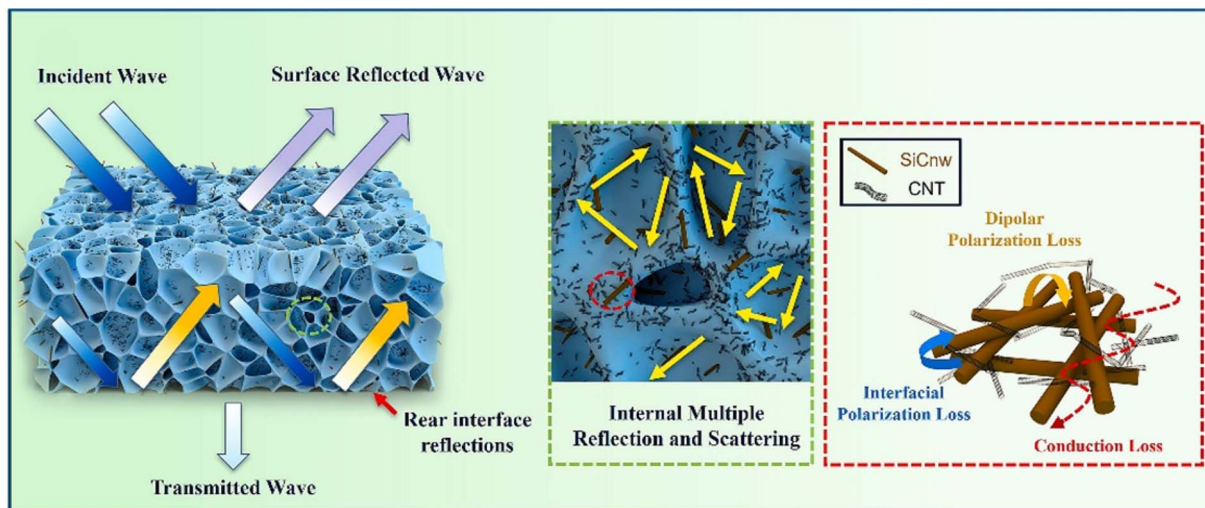 Incident Wave
Surface Reflected Wave
Rear interface
reflections
Transmitted Wave
Internal Multiple
Reflection and Scattering
SiCnw
CNT
Dipolar
Polarization Loss
Interfacial
Polarization Loss
Conduction Loss